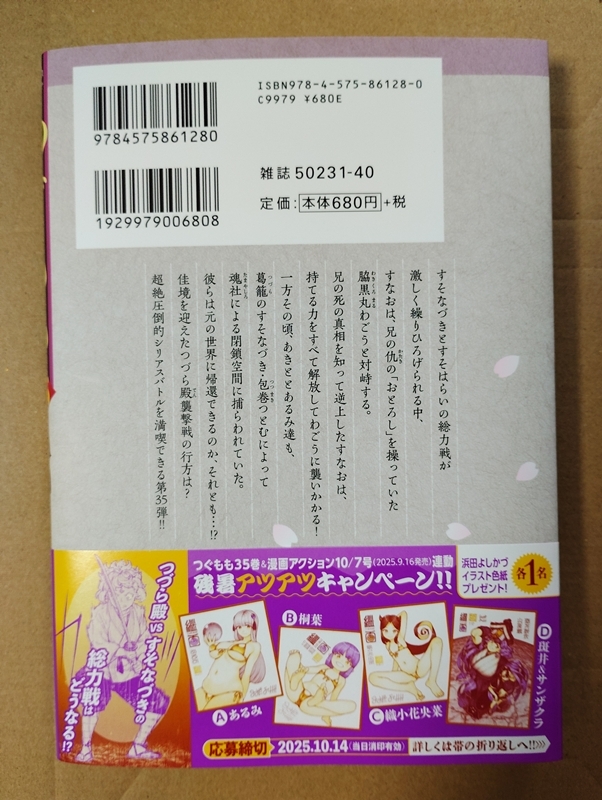 ISBN978-4-575-86128-0
C9979 ¥680E
9784575861280
雑誌 50231-40
定価:本体680円+税
1929979006808
すそなづきとすそはらいの総力戦が
激しく繰りひろげられる中、
すなおは、兄の仇の「おとろし」を操っていた
脇黒丸わごうと対峙する。
兄の死の真相を知って逆上したすなおは、
持てる力をすべて解放してわごうに襲いかかる!
一方その頃、あきととあるみ達も、
葛籠のすそなづき・包巻つとむによって
魂社による閉鎖空間に捕らわれていた。
彼らは元の世界に帰還できるのか、それとも…!?
佳境を迎えたつづら殿襲撃戦の行方は?
超絶圧倒的シリアスバトルを満喫できる第35弾!!
つぐもも35巻&漫画アクション10/7号(2025.9.16発売)連動
残暑アツアツキャンペーン!!
浜田よしかづ
イラスト色紙
プレゼント!
各1名
つづら殿vsすそなづきの
総力戦は
どうなる!?
Aあるみ
B桐葉
C織小花央菜
D斑井&サンザクラ
応募締切 2025.10.14(当日消印有効) 詳しくは帯の折り返しへ!!